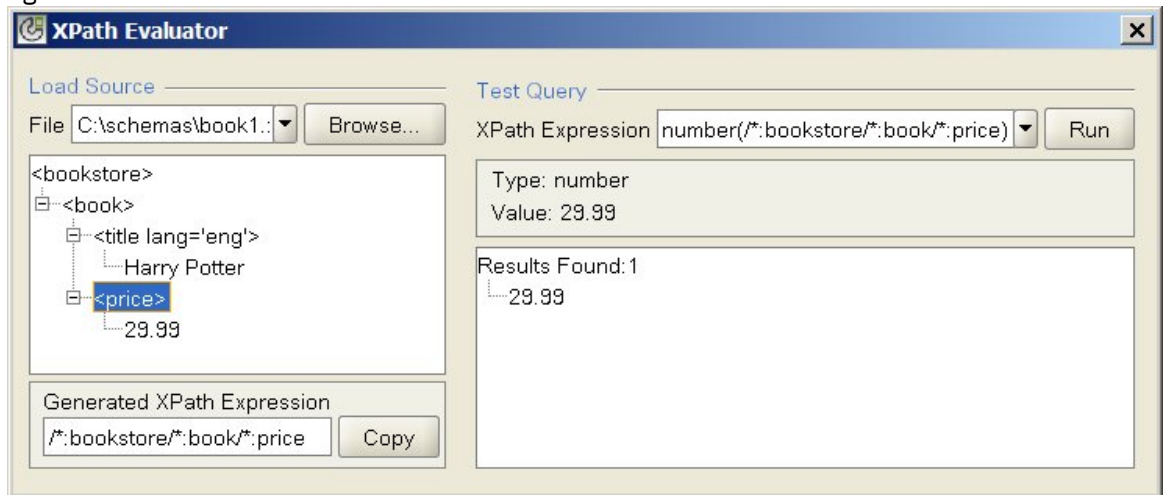 XPath Evaluator
Load Source
File C:\schemas\book1.: Browse...
<bookstore>
<book>
<title lang='eng'>
Harry Potter
<price>
29.99
Generated XPath Expression
/*:bookstore/*:book/*:price Copy
Test Query
XPath Expression number(/*:bookstore/*:book/*:price) Run
Type: number
Value: 29.99
Results Found:1
29.99